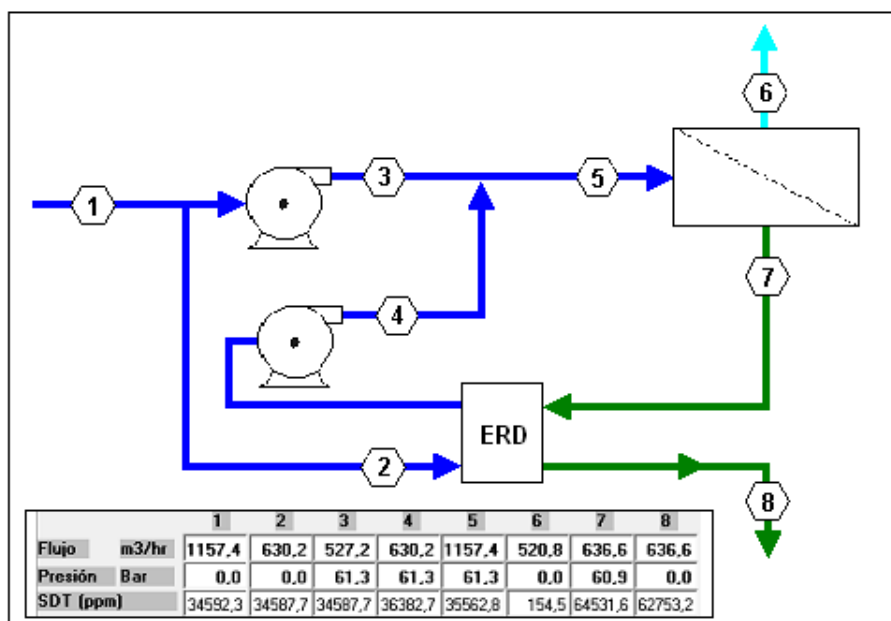 6
3
5
1
7
4
ERD
2
8
1 2 3 4 5 6 7 8
Flujo m3/hr 1157,4 630,2 527,2 630,2 1157,4 520,8 636,6 636,6
Presión Bar 0,0 0,0 61,3 61,3 61,3 0,0 60,9 0,0
SDT (ppm) 34592,3 34587,7 34587,7 36382,7 35562,8 154,5 64531,6 62753,2